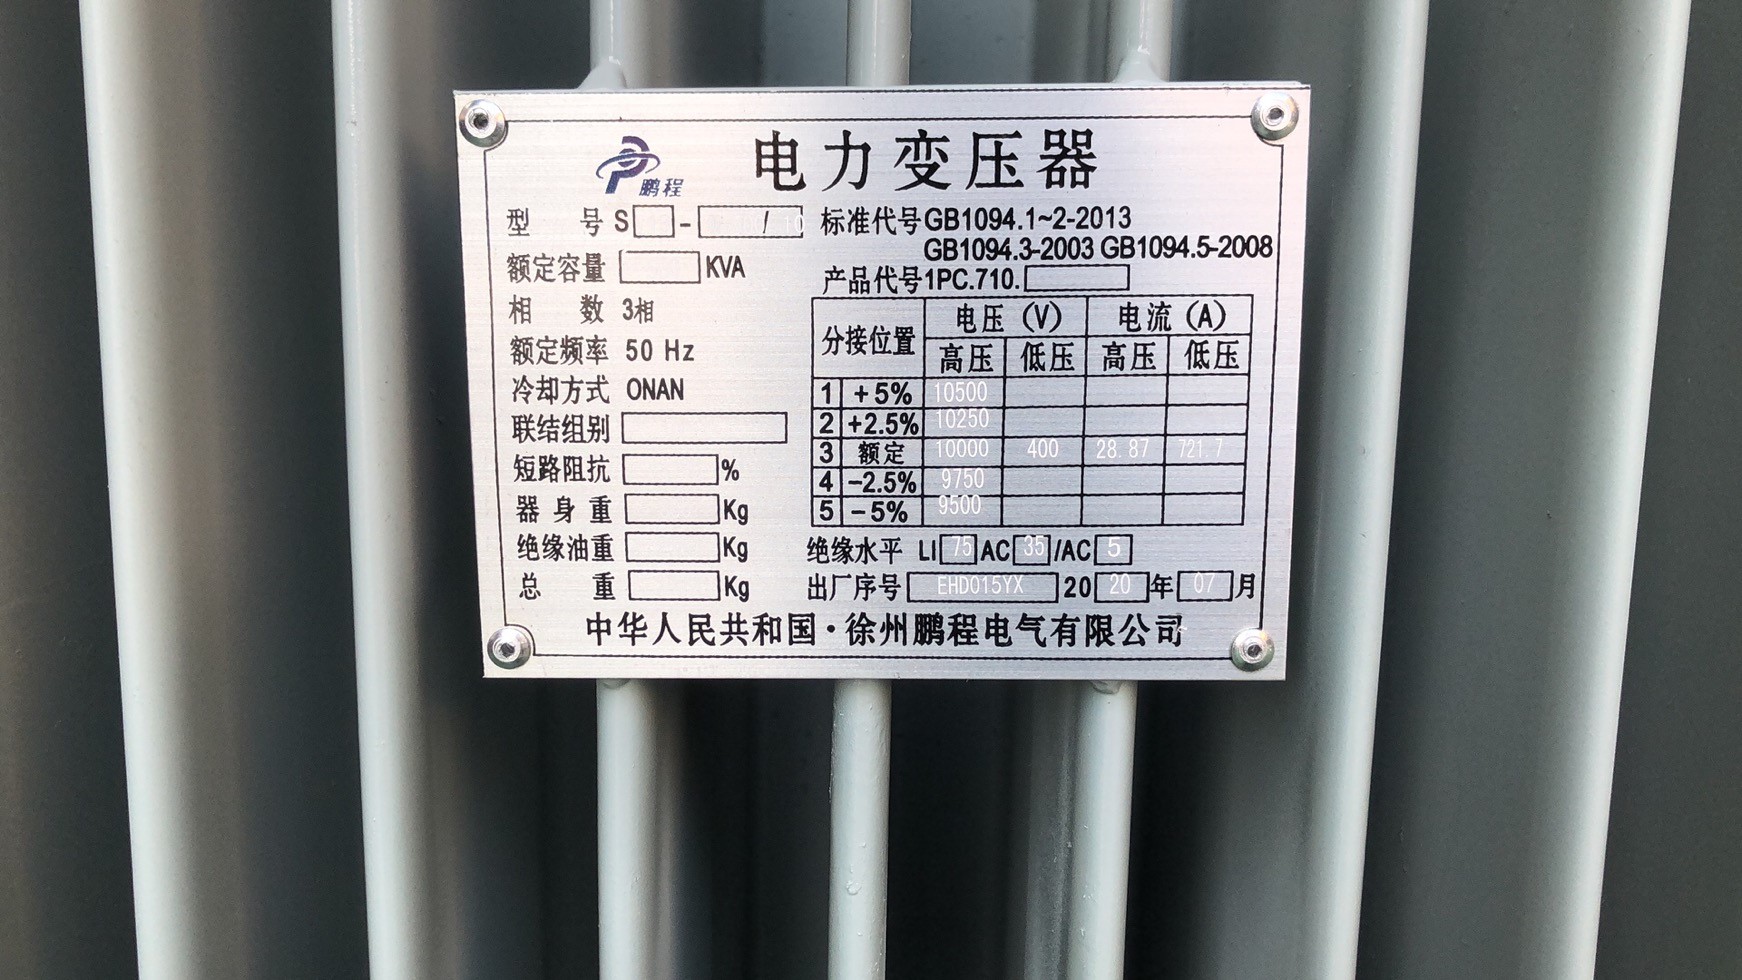 鹏程
电力变压器
型 号 S - / 10
标准代号GB1094.1~2-2013
GB1094.3-2003 GB1094.5-2008
额定容量 KVA
产品代号1PC.710.
相 数 3相
额定频率 50 Hz
冷却方式 ONAN
联结组别
短路阻抗 %
器身重 Kg
绝缘油重 Kg
总 重 Kg
分接位置 电压（V） 电流（A）
高压 低压 高压 低压
1 +5% 10500
2 +2.5% 10250
3 额定 10000 400 28.87 721.7
4 -2.5% 9750
5 -5% 9500
绝缘水平 LI 75 AC 35 /AC 5
出厂序号 EHD015YX 20 20 年 07 月
中华人民共和国·徐州鹏程电气有限公司